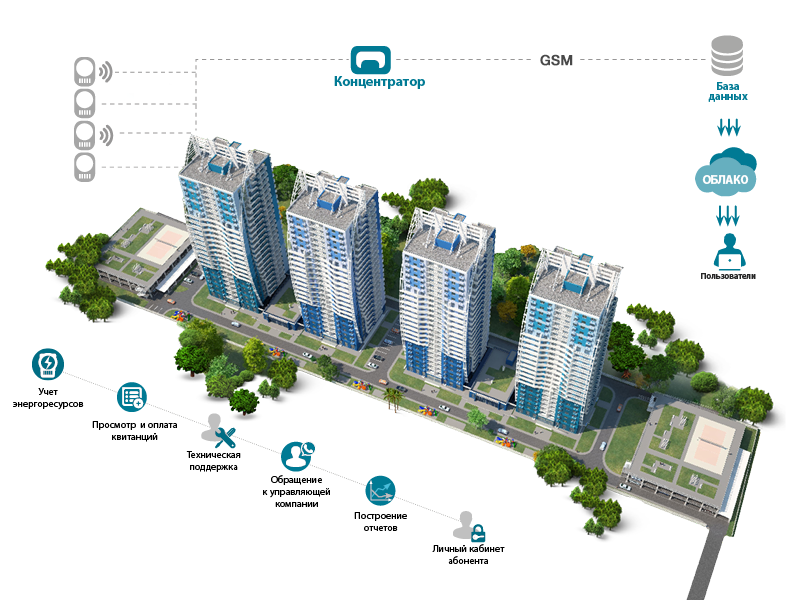 GSM
Концентратор
База
данных
ОБЛАКО
Пользователи
Учет
энергоресурсов
Просмотр и оплата
квитанций
Техническая
поддержка
Обращение
к управляющей
компании
Построение
отчетов
Личный кабинет
абонента